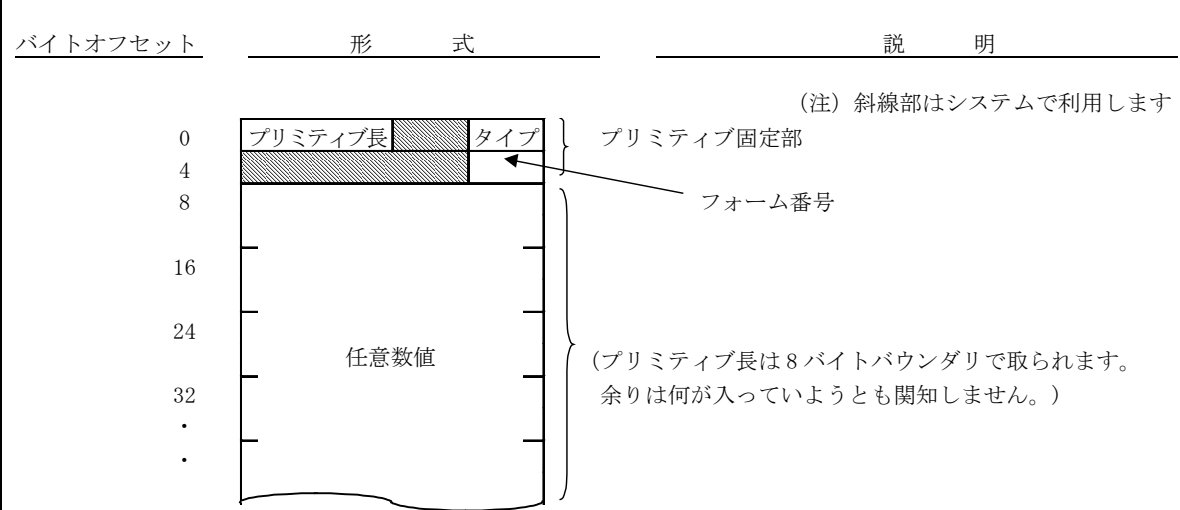 バイトオフセット　形　式　説　明
(注) 斜線部はシステムで利用します
0　プリミティブ長　タイプ　プリミティブ固定部
4
8　フォーム番号
16
24
任意数値　(プリミティブ長は8バイトバウンダリで取られます。
32　余りは何が入っていようとも関知しません。)
・
・